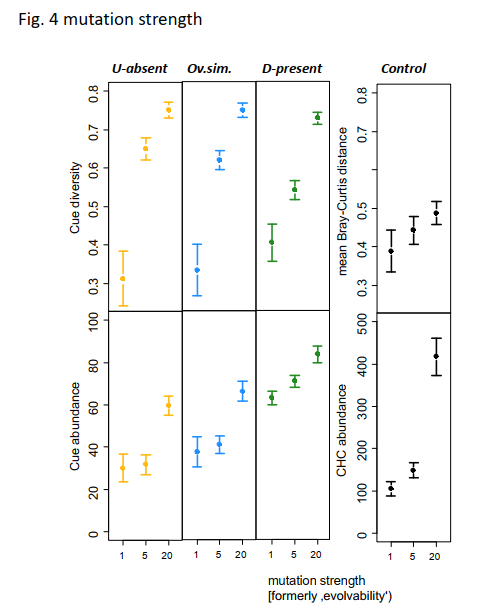 Fig. 4 mutation strength
U-absent Ov.sim. D-present Control
Cue diversity
0.3 0.4 0.5 0.6 0.7 0.8
mean Bray-Curtis distance
0.3 0.4 0.5 0.7 0.8
Cue abundance
0 20 40 60 80 100
CHC abundance
0 100 200 300 400 500
1 5 20 1 5 20 1 5 20 1 5 20
mutation strength
[formerly ‚evolvability')